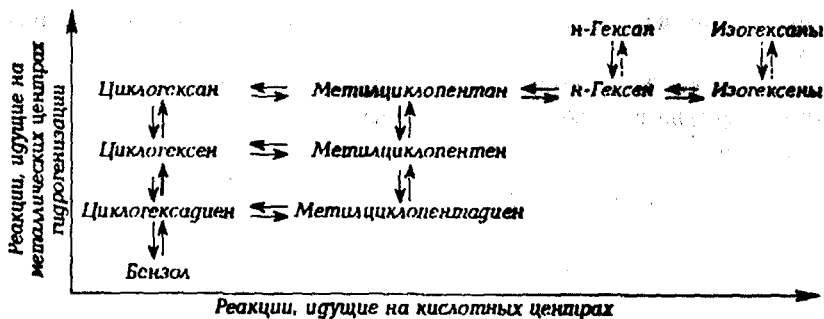 н-Гексан Изогексаны
Циклогексан Метилциклопентан н-Гексен Изогексены
Циклогексен Метилциклопентен
Циклогексадиен Метилциклопентадиен
Бензол
Реакции, идущие на
металлических центрах
гидрогенизации
Реакции, идущие на кислотных центрах